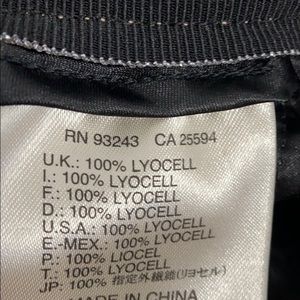 RN 93243 CA 25594
U.K.: 100% LYOCELL
I.: 100% LYOCELL
F.: 100% LYOCELL
D.: 100% LYOCELL
U.S.A.: 100% LYOCELL
E.-MEX.: 100% LYOCELL
P.: 100% LIOCEL
T.: 100% LYOCELL
JP: 100% 指定外繊維(リヨセル)
MADE IN CHINA